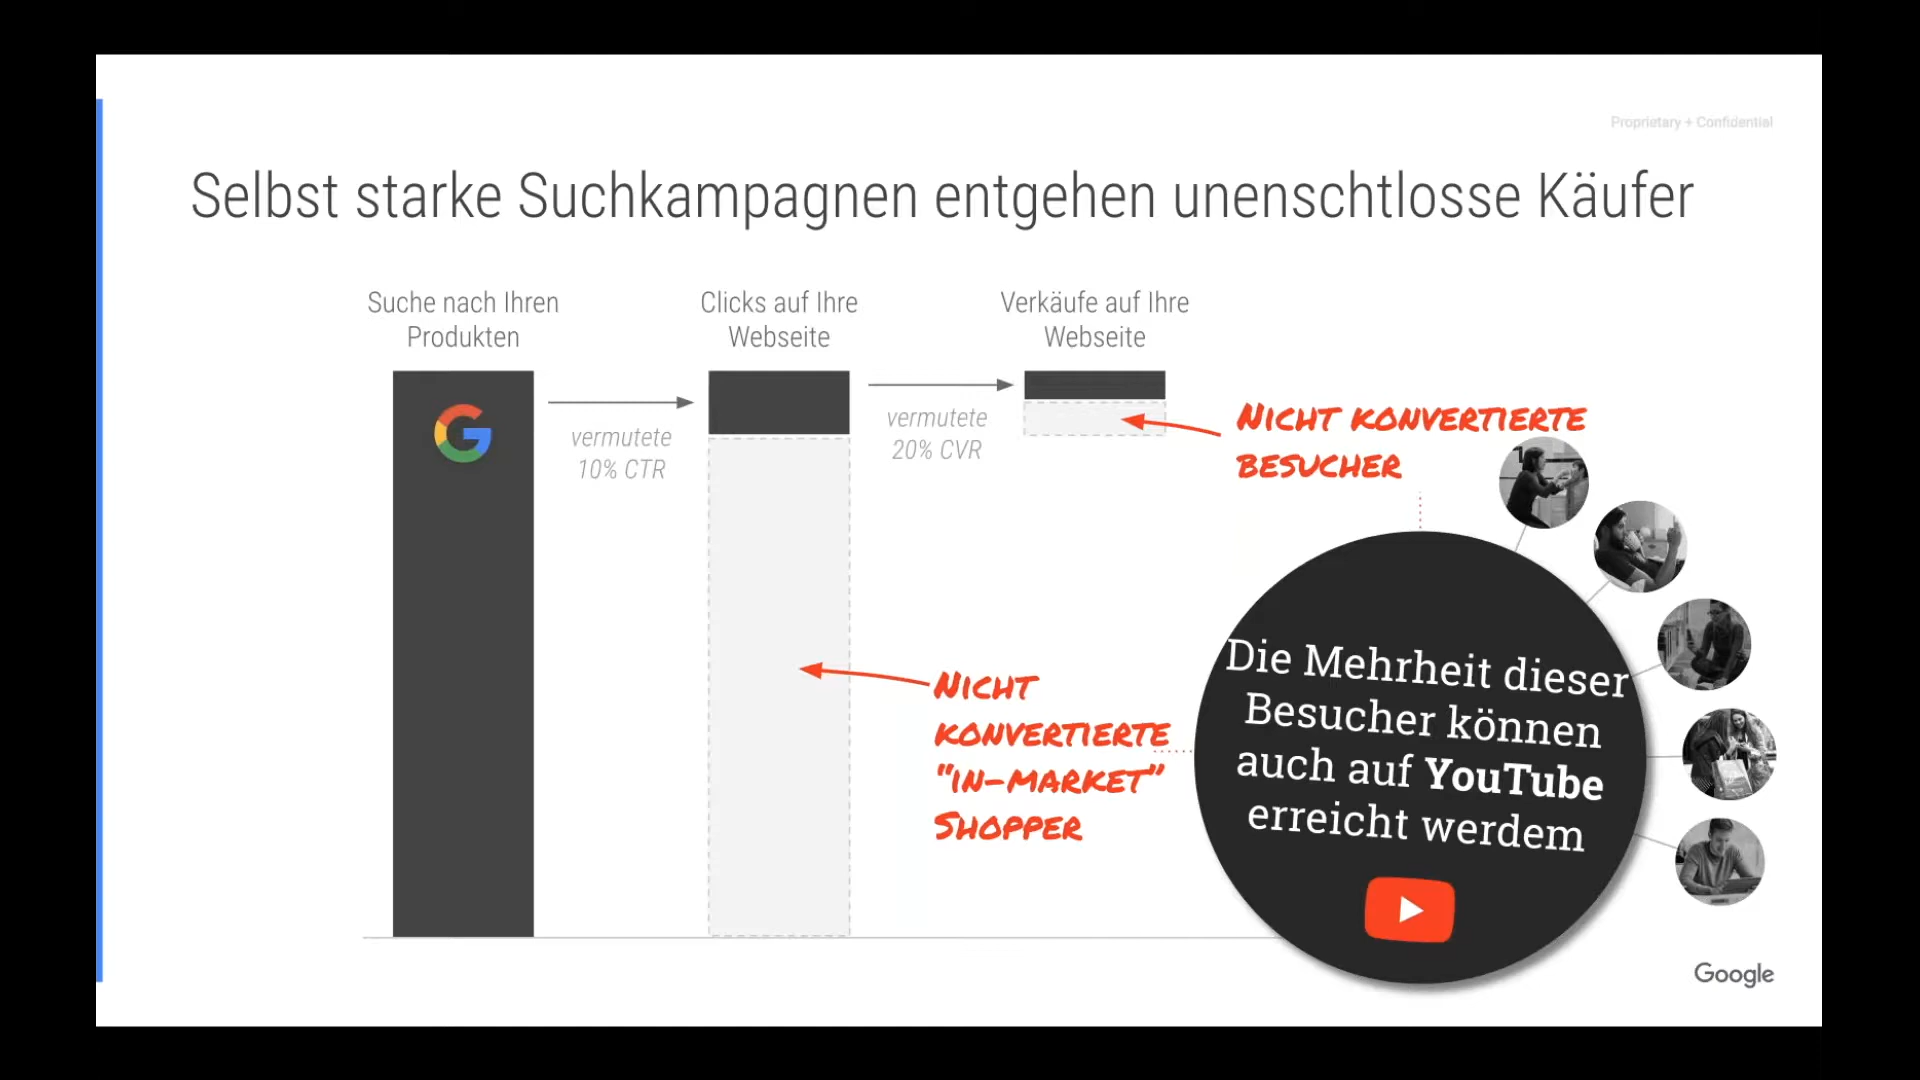 Proprietary + Confidential
Selbst starke Suchkampagnen entgehen unenschtlosse Käufer
Suche nach Ihren
Produkten
Clicks auf Ihre
Webseite
Verkäufe auf Ihre
Webseite
vermutete
10% CTR
vermutete
20% CVR
Nicht konvertierte
besucher
Nicht
konvertierte
"in-market"
Shopper
Die Mehrheit dieser
Besucher können
auch auf YouTube
erreicht werdem
Google